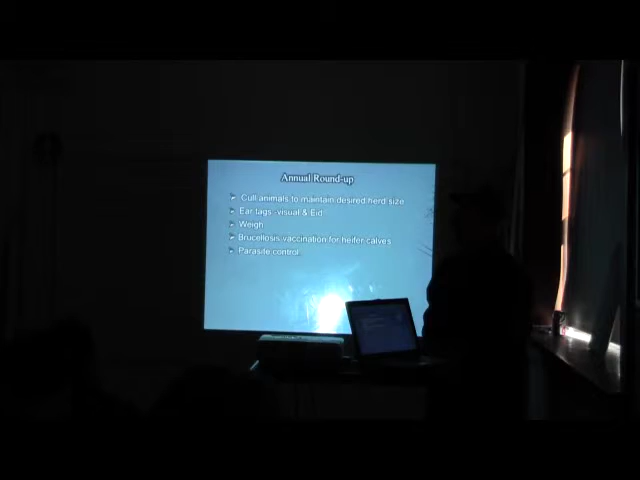 Annual Round-up
Cull animals to maintain desired herd size
Ear tags -visual & Eid
Weigh
Brucellosis vaccination for heifer calves
Parasite control